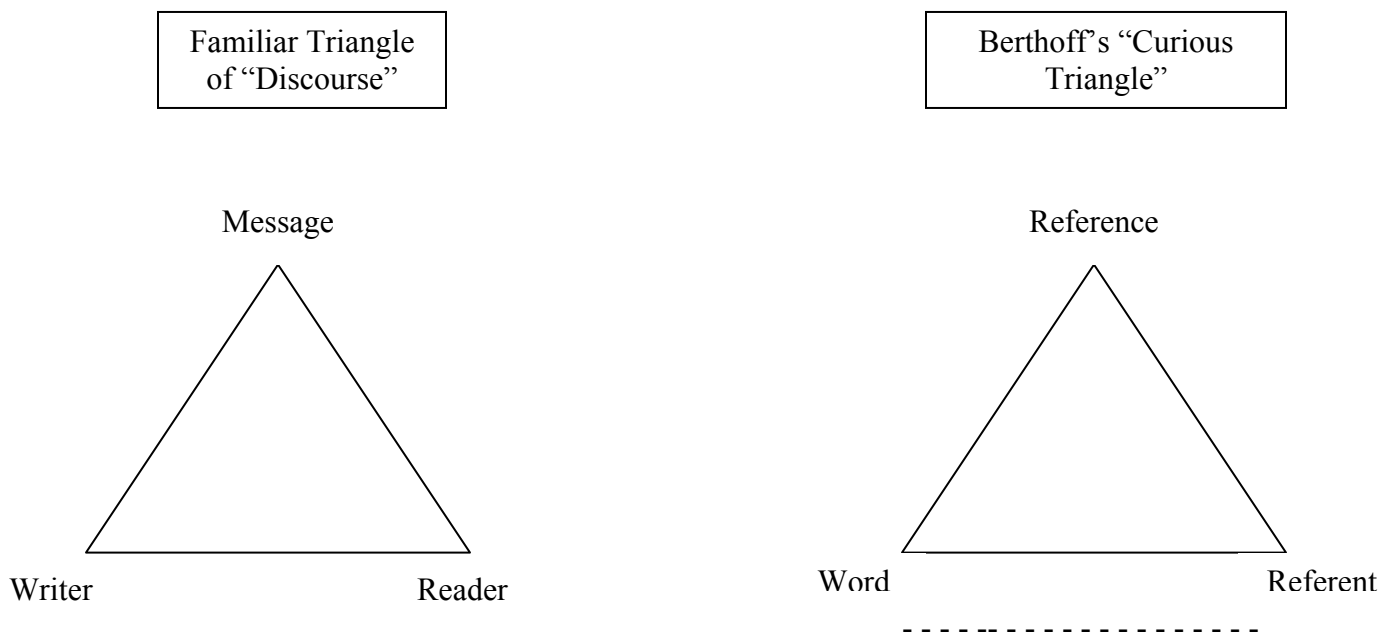 Familiar Triangle
of “Discourse”
Berthoff’s “Curious
Triangle”
Message
Reference
Writer
Reader
Word
Referent